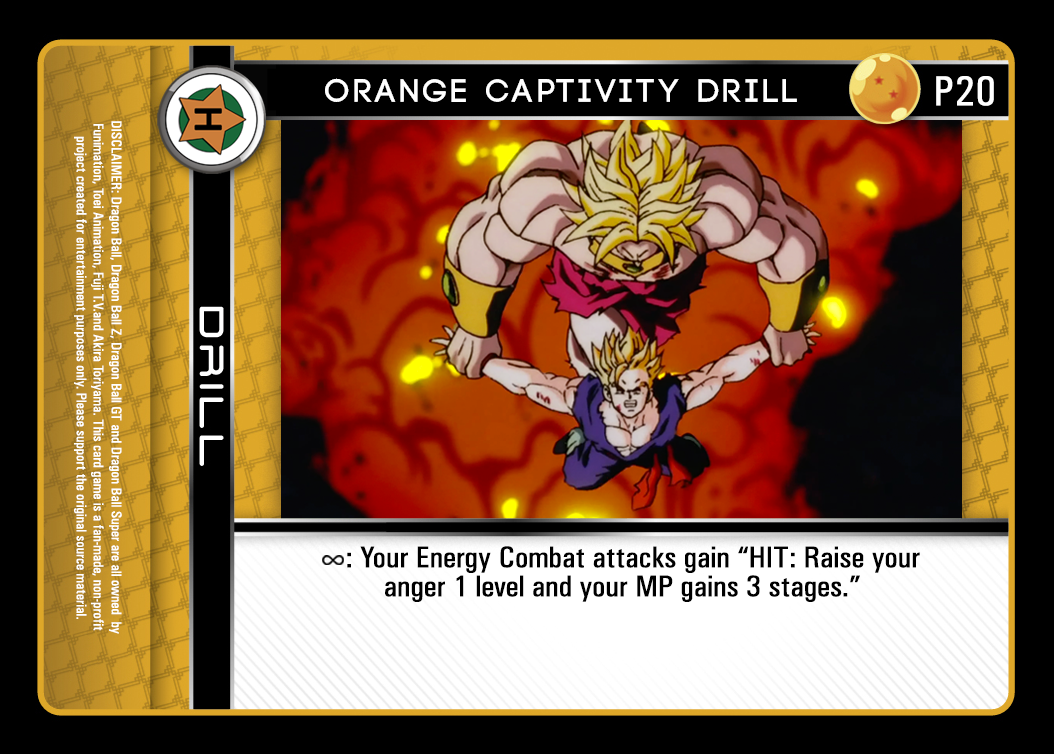 ORANGE CAPTIVITY DRILL
P20
H
DRILL
DISCLAIMER: Dragon Ball, Dragon Ball Z, Dragon Ball GT and Dragon Ball Super are all owned by
Funimation, Toei Animation, Fuji T.V.and Akira Toriyama. This card game is a fan-made, non-profit
project created for entertainment purposes only. Please support the original source material.
∞: Your Energy Combat attacks gain “HIT: Raise your
anger 1 level and your MP gains 3 stages.”